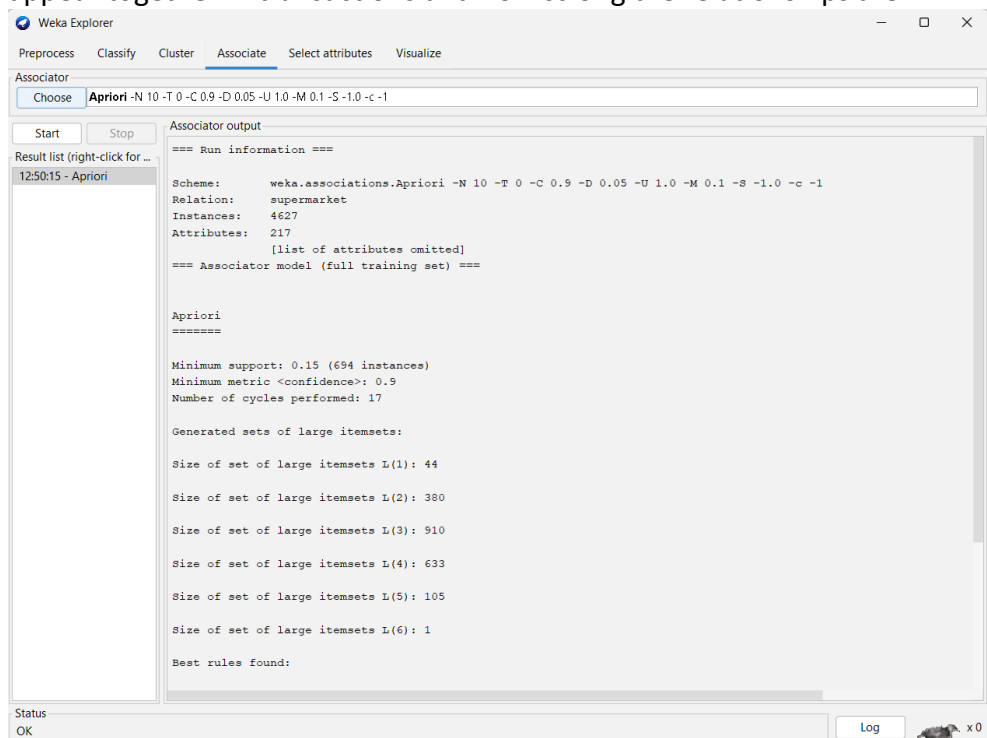 Weka Explorer
Preprocess Classify Cluster Associate Select attributes Visualize
Associator
Choose Apriori -N 10 -T 0 -C 0.9 -D 0.05 -U 1.0 -M 0.1 -S -1.0 -c -1
Start Stop
Result list (right-click for ...
12:50:15 - Apriori
Associator output
=== Run information ===
Scheme: weka.associations.Apriori -N 10 -T 0 -C 0.9 -D 0.05 -U 1.0 -M 0.1 -S -1.0 -c -1
Relation: supermarket
Instances: 4627
Attributes: 217
[list of attributes omitted]
=== Associator model (full training set) ===
Apriori
=======
Minimum support: 0.15 (694 instances)
Minimum metric <confidence>: 0.9
Number of cycles performed: 17
Generated sets of large itemsets:
Size of set of large itemsets L(1): 44
Size of set of large itemsets L(2): 380
Size of set of large itemsets L(3): 910
Size of set of large itemsets L(4): 633
Size of set of large itemsets L(5): 105
Size of set of large itemsets L(6): 1
Best rules found:
Status
OK
Log
x 0